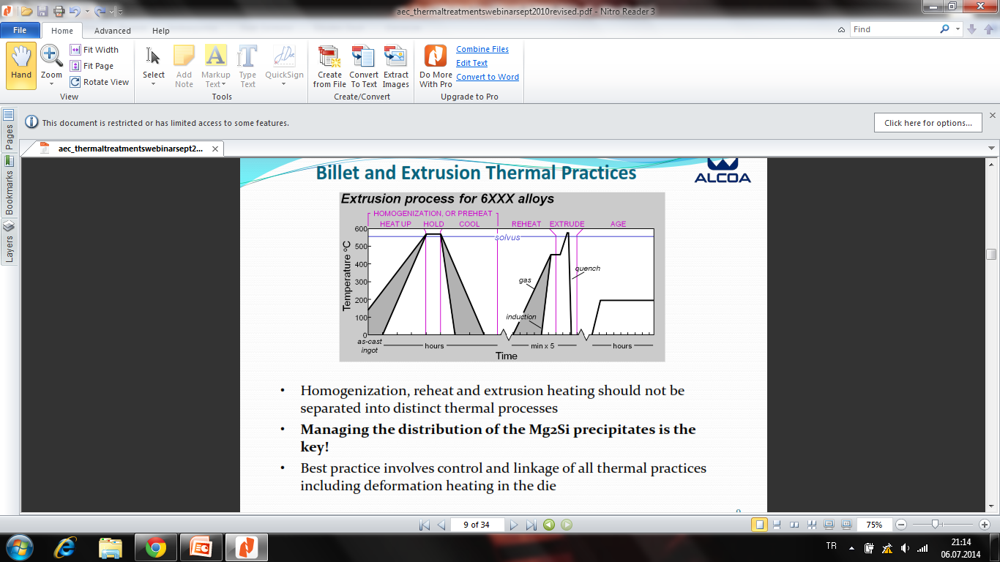 aec_thermaltreatmentswebinarsept2010revised.pdf - Nitro Reader 3
File Home Advanced Help Find
Hand
Zoom
Fit Width
Fit Page
Rotate View
View
Select
Add Note
Markup Text
Type Text
QuickSign
Tools
Create from File
Convert To Text
Extract Images
Create/Convert
Do More With Pro
Combine Files
Edit Text
Convert to Word
Upgrade to Pro
This document is restricted or has limited access to some features.
Click here for options...
Pages
Bookmarks
Layers
aec_thermaltreatmentswebinarsept2...
Billet and Extrusion Thermal Practices
ALCOA
Extrusion process for 6XXX alloys
HOMOGENIZATION, OR PREHEAT
HEAT UP HOLD COOL REHEAT EXTRUDE AGE
Temperature °C
600
500
400
300
200
100
0
solvus
gas
quench
induction
as-cast
ingot
hours
min x 5
hours
Time
• Homogenization, reheat and extrusion heating should not be
separated into distinct thermal processes
• Managing the distribution of the Mg2Si precipitates is the
key!
• Best practice involves control and linkage of all thermal practices
including deformation heating in the die
9 of 34
75%
TR
21:14
06.07.2014